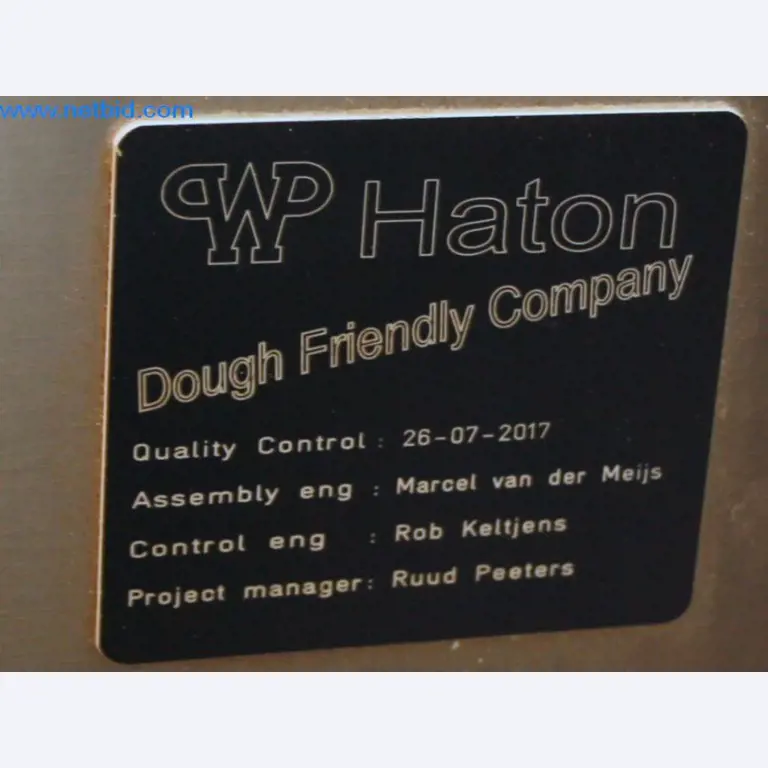 www.netbid.com
WP Haton
Dough Friendly Company
Quality Control : 26-07-2017
Assembly eng : Marcel van der Meijs
Control eng : Rob Keltjens
Project manager: Ruud Peeters